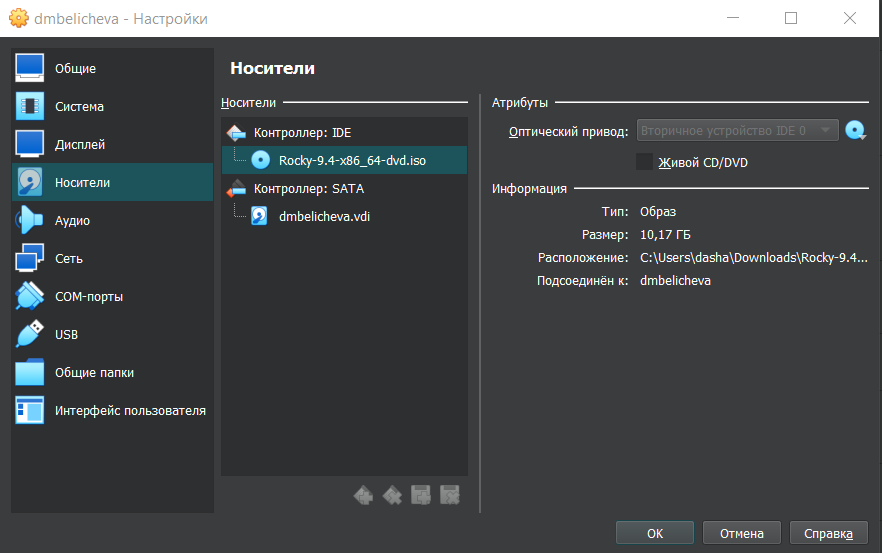 dmbelicheva - Настройки
Общие
Система
Дисплей
Носители
Аудио
Сеть
COM-порты
USB
Общие папки
Интерфейс пользователя
Носители
Носители
Контроллер: IDE
Rocky-9.4-x86_64-dvd.iso
Контроллер: SATA
dmbelicheva.vdi
Атрибуты
Оптический привод: Вторичное устройство IDE 0
Живой CD/DVD
Информация
Тип: Образ
Размер: 10,17 ГБ
Расположение: C:\Users\dasha\Downloads\Rocky-9.4...
Подсоединён к: dmbelicheva
OK Отмена Справка